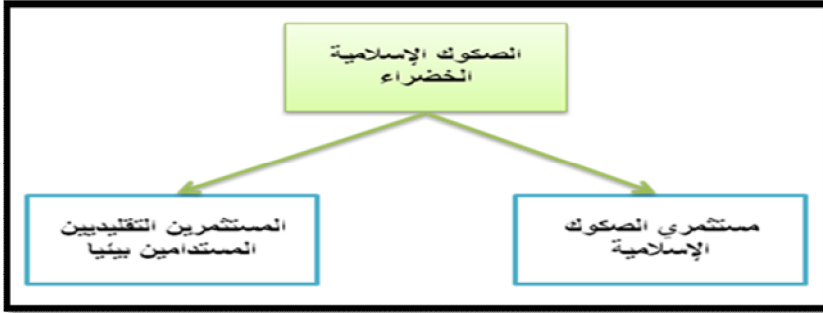 الصكوك الإسلامية
الخضراء
مستثمري الصكوك
الإسلامية
المستثمرين التقليديين
المستدامين بيئيا